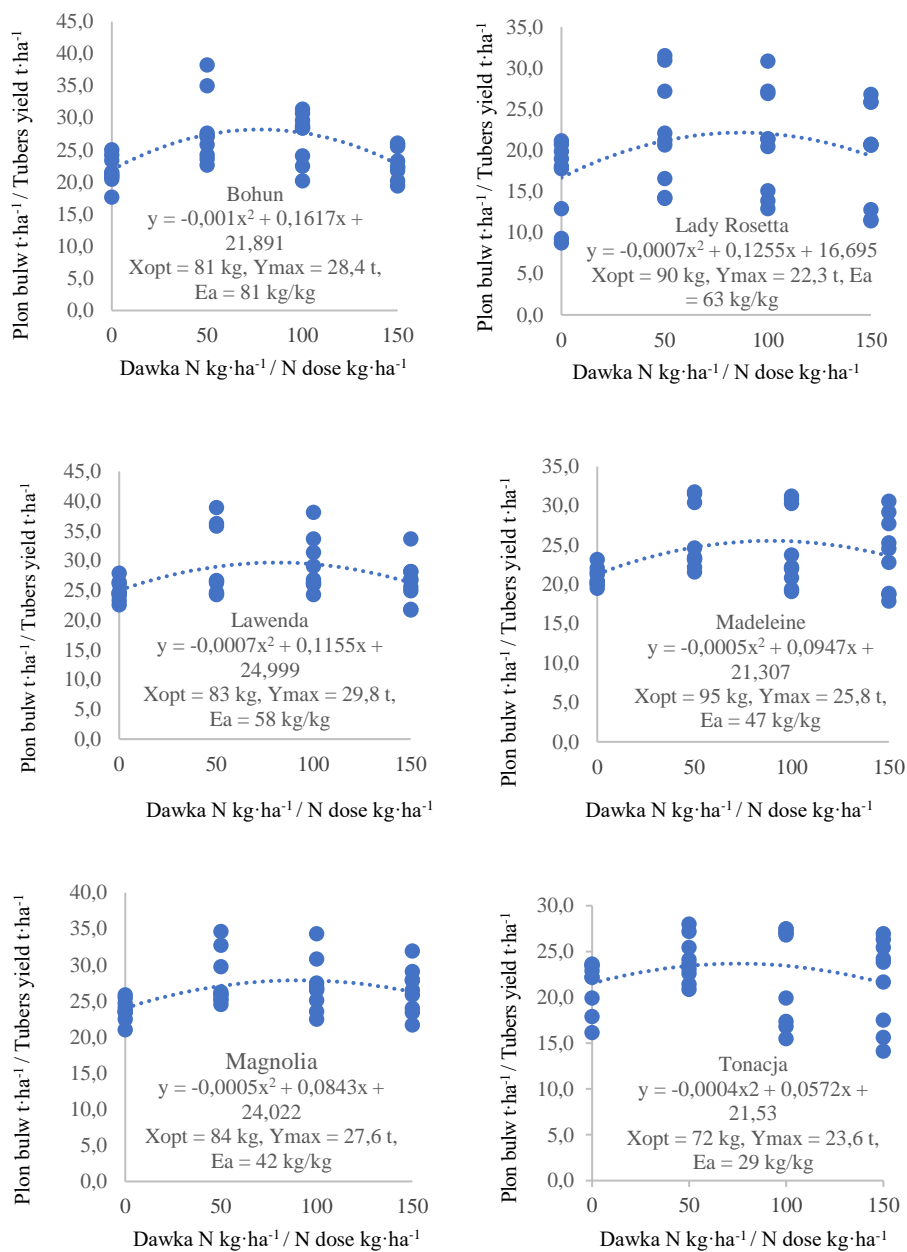 Plon bulw t·ha⁻¹ / Tubers yield t·ha⁻¹
45,0
40,0
35,0
30,0
25,0
20,0
15,0
10,0
5,0
0,0
Bohun
y = -0,001x² + 0,1617x +
21,891
Xopt = 81 kg, Ymax = 28,4 t,
Ea = 81 kg/kg
0 50 100 150
Dawka N kg·ha⁻¹ / N dose kg·ha⁻¹
Plon bulw t·ha⁻¹ / Tubers yield t·ha⁻¹
35,0
30,0
25,0
20,0
15,0
10,0
5,0
0,0
Lady Rosetta
y = -0,0007x² + 0,1255x + 16,695
Xopt = 90 kg, Ymax = 22,3 t, Ea
= 63 kg/kg
0 50 100 150
Dawka N kg·ha⁻¹ / N dose kg·ha⁻¹
Plon bulw t·ha⁻¹ / Tubers yield t·ha⁻¹
45,0
40,0
35,0
30,0
25,0
20,0
15,0
10,0
5,0
0,0
Lawenda
y = -0,0007x² + 0,1155x +
24,999
Xopt = 83 kg, Ymax = 29,8 t,
Ea = 58 kg/kg
0 50 100 150
Dawka N kg·ha⁻¹ / N dose kg·ha⁻¹
Plon bulw t·ha⁻¹ / Tubers yield t·ha⁻¹
35,0
30,0
25,0
20,0
15,0
10,0
5,0
0,0
Madeleine
y = -0,0005x² + 0,0947x +
21,307
Xopt = 95 kg, Ymax = 25,8 t,
Ea = 47 kg/kg
0 50 100 150
Dawka N kg·ha⁻¹ / N dose kg·ha⁻¹
Plon bulw t·ha⁻¹ / Tubers yield t·ha⁻¹
40,0
35,0
30,0
25,0
20,0
15,0
10,0
5,0
0,0
Magnolia
y = -0,0005x² + 0,0843x +
24,022
Xopt = 84 kg, Ymax = 27,6 t,
Ea = 42 kg/kg
0 50 100 150
Dawka N kg·ha⁻¹ / N dose kg·ha⁻¹
Plon bulw t·ha⁻¹ / Tubers yield t·ha⁻¹
30,0
25,0
20,0
15,0
10,0
5,0
0,0
Tonacja
y = -0,0004x2 + 0,0572x +
21,53
Xopt = 72 kg, Ymax = 23,6 t,
Ea = 29 kg/kg
0 50 100 150
Dawka N kg·ha⁻¹ / N dose kg·ha⁻¹